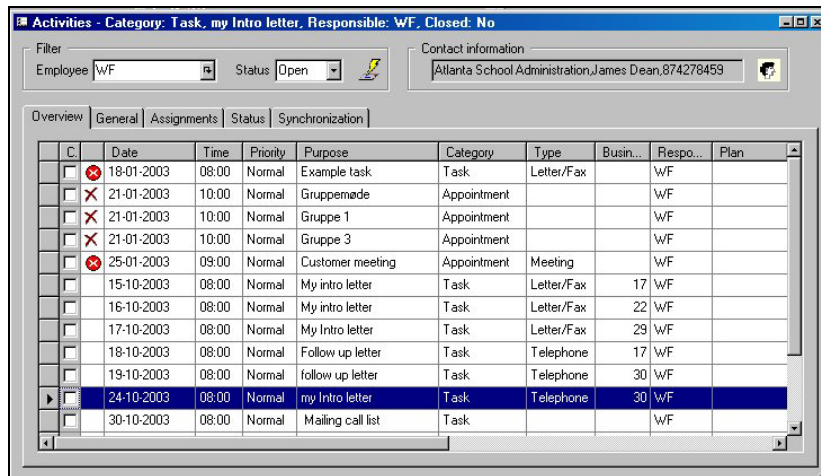 Activities - Category: Task, my Intro letter, Responsible: WF, Closed: No
Filter Contact information
Employee WF Status Open Atlanta School Administration,James Dean,874278459
Overview General Assignments Status Synchronization
C. Date Time Priority Purpose Category Type Busin... Respo... Plan
18-01-2003 08:00 Normal Example task Task Letter/Fax WF
21-01-2003 10:00 Normal Gruppemøde Appointment WF
21-01-2003 10:00 Normal Gruppe 1 Appointment WF
21-01-2003 10:00 Normal Gruppe 3 Appointment WF
25-01-2003 09:00 Normal Customer meeting Appointment Meeting WF
15-10-2003 08:00 Normal My intro letter Task Letter/Fax 17 WF
16-10-2003 08:00 Normal My intro letter Task Letter/Fax 22 WF
17-10-2003 08:00 Normal My Intro letter Task Letter/Fax 29 WF
18-10-2003 08:00 Normal Follow up letter Task Telephone 17 WF
19-10-2003 08:00 Normal follow up letter Task Telephone 30 WF
24-10-2003 08:00 Normal my Intro letter Task Telephone 30 WF
30-10-2003 08:00 Normal Mailing call list Task WF